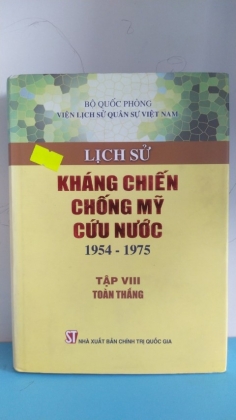 BỘ QUỐC PHÒNG
VIỆN LỊCH SỬ QUÂN SỰ VIỆT NAM
LỊCH SỬ
KHÁNG CHIẾN
CHỐNG MỸ
CỨU NƯỚC
1954 - 1975
TẬP VIII
TOÀN THẮNG
ST NHÀ XUẤT BẢN CHÍNH TRỊ QUỐC GIA